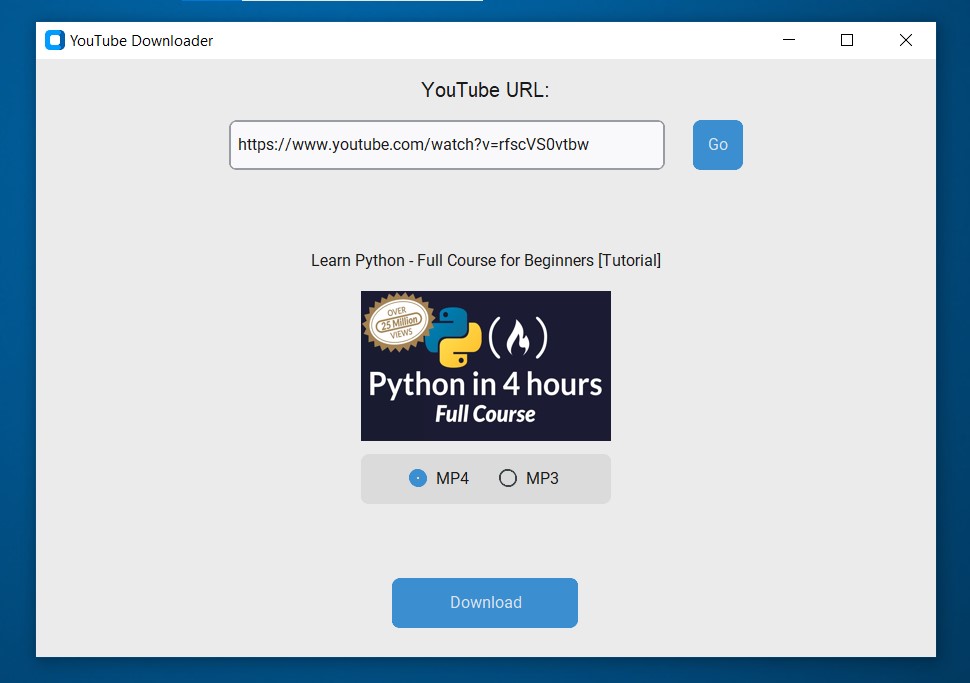 YouTube Downloader
YouTube URL:
https://www.youtube.com/watch?v=rfscVS0vtbw
Go
Learn Python - Full Course for Beginners [Tutorial]
OVER
25 Million
VIEWS
Python in 4 hours
Full Course
MP4 MP3
Download